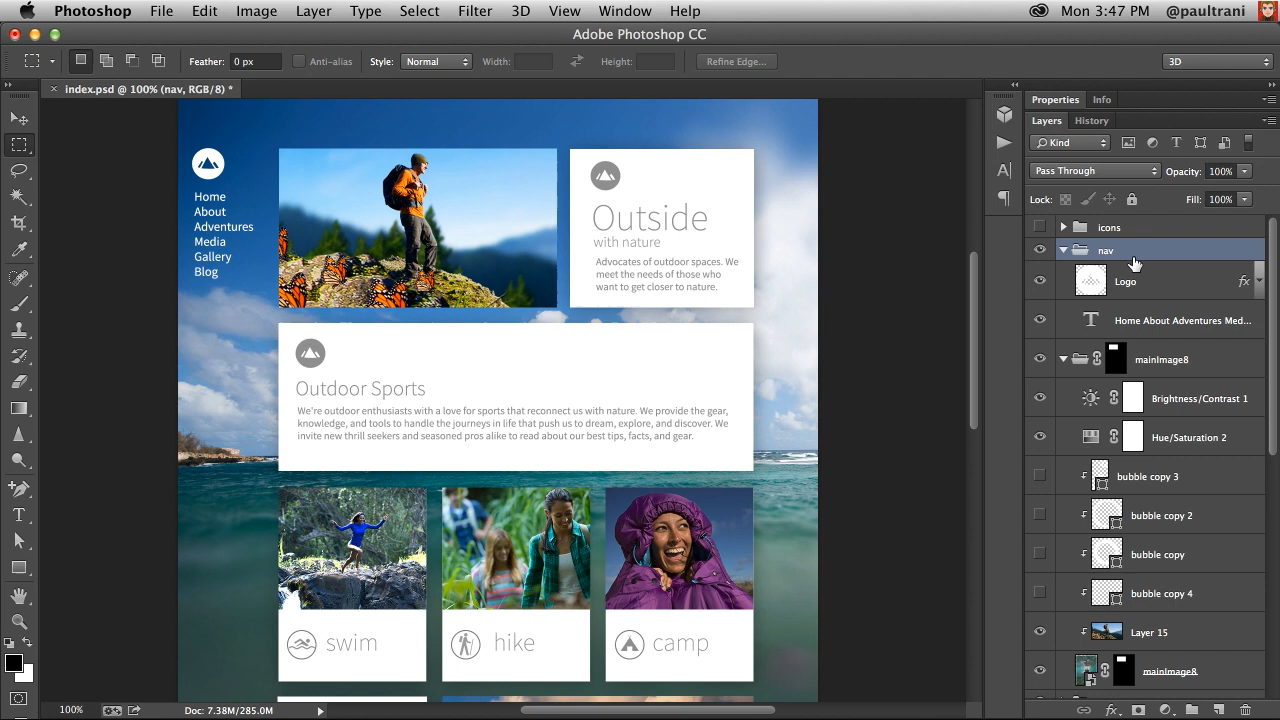 Photoshop File Edit Image Layer Type Select Filter 3D View Window Help Mon 3:47 PM @paultrani
Adobe Photoshop CC
Feather: 0 px Anti-alias Style: Normal Width: Height: Refine Edge... 3D
× index.psd @ 100% (nav, RGB/8) *
Properties Info
Layers History
Kind
Pass Through Opacity: 100%
Lock: Fill: 100%
icons
nav
Logo fx
Home About Adventures Med...
mainImage8
Brightness/Contrast 1
Hue/Saturation 2
bubble copy 3
bubble copy 2
bubble copy
bubble copy 4
Layer 15
mainImage8
Home
About
Adventures
Media
Gallery
Blog
Outside
with nature
Advocates of outdoor spaces. We
meet the needs of those who
want to get closer to nature.
Outdoor Sports
We're outdoor enthusiasts with a love for sports that reconnect us with nature. We provide the gear,
knowledge, and tools to handle the journeys in life that push us to dream, explore, and discover. We
invite new thrill seekers and seasoned pros alike to read about our best tips, facts, and gear.
swim hike camp
100% Doc: 7.38M/285.0M fx